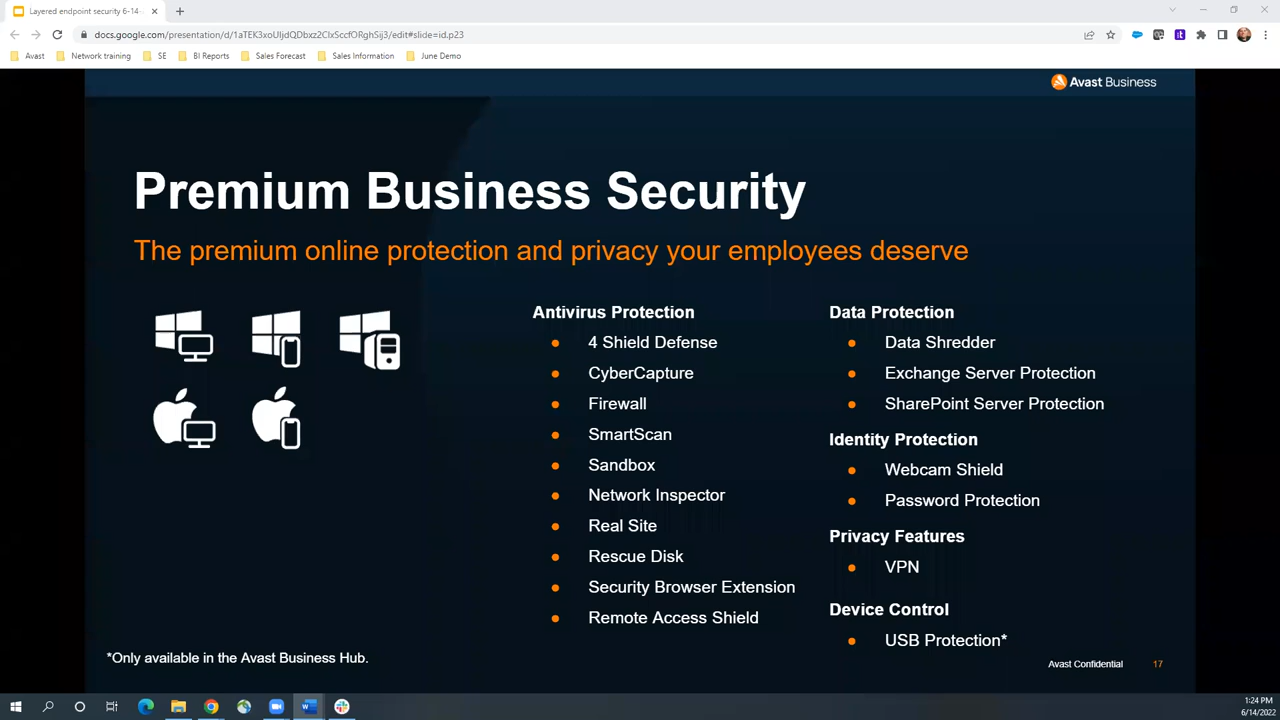 Layered endpoint security 6-14-
docs.google.com/presentation/d/1aTEK3xoUIjdQDbxz2ClxSccfORghSij3/edit#slide=id.p23
Avast
Network training
SE
BI Reports
Sales Forecast
Sales Information
June Demo
Avast Business
Premium Business Security
The premium online protection and privacy your employees deserve
Antivirus Protection
4 Shield Defense
CyberCapture
Firewall
SmartScan
Sandbox
Network Inspector
Real Site
Rescue Disk
Security Browser Extension
Remote Access Shield
Data Protection
Data Shredder
Exchange Server Protection
SharePoint Server Protection
Identity Protection
Webcam Shield
Password Protection
Privacy Features
VPN
Device Control
USB Protection*
*Only available in the Avast Business Hub.
Avast Confidential
17
1:24 PM
6/14/2022